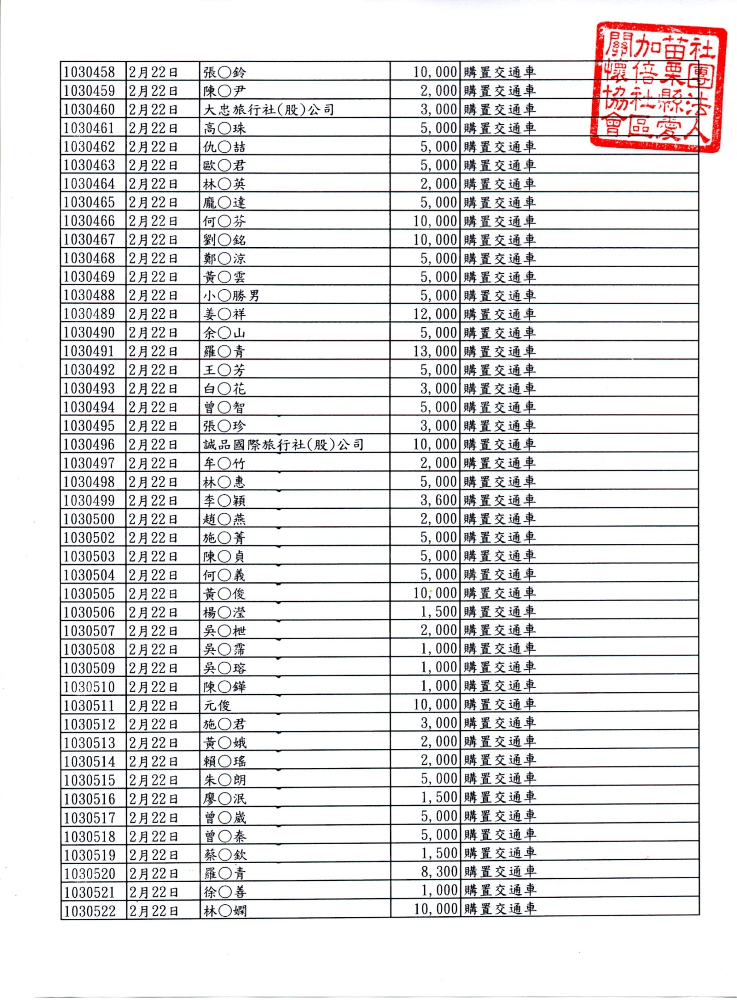 社團法人
苗栗縣愛
加倍社區
關懷協會
1030458 2月22日 張○鈴 10,000 購置交通車
1030459 2月22日 陳○尹 2,000 購置交通車
1030460 2月22日 大忠旅行社(股)公司 3,000 購置交通車
1030461 2月22日 高○珠 5,000 購置交通車
1030462 2月22日 仇○喆 5,000 購置交通車
1030463 2月22日 歐○君 5,000 購置交通車
1030464 2月22日 林○英 2,000 購置交通車
1030465 2月22日 龐○達 5,000 購置交通車
1030466 2月22日 何○芬 10,000 購置交通車
1030467 2月22日 劉○銘 10,000 購置交通車
1030468 2月22日 鄭○涼 5,000 購置交通車
1030469 2月22日 黃○雲 5,000 購置交通車
1030488 2月22日 小○勝男 5,000 購置交通車
1030489 2月22日 姜○祥 12,000 購置交通車
1030490 2月22日 余○山 5,000 購置交通車
1030491 2月22日 羅○青 13,000 購置交通車
1030492 2月22日 王○芳 5,000 購置交通車
1030493 2月22日 白○花 3,000 購置交通車
1030494 2月22日 曾○智 5,000 購置交通車
1030495 2月22日 張○珍 3,000 購置交通車
1030496 2月22日 誠品國際旅行社(股)公司 10,000 購置交通車
1030497 2月22日 牟○竹 2,000 購置交通車
1030498 2月22日 林○惠 5,000 購置交通車
1030499 2月22日 李○穎 3,600 購置交通車
1030500 2月22日 趙○燕 2,000 購置交通車
1030502 2月22日 施○菁 5,000 購置交通車
1030503 2月22日 陳○貞 5,000 購置交通車
1030504 2月22日 何○義 5,000 購置交通車
1030505 2月22日 黃○俊 10,000 購置交通車
1030506 2月22日 楊○瀅 1,500 購置交通車
1030507 2月22日 吳○枻 2,000 購置交通車
1030508 2月22日 吳○霈 1,000 購置交通車
1030509 2月22日 吳○瑢 1,000 購置交通車
1030510 2月22日 陳○鏵 1,000 購置交通車
1030511 2月22日 元俊 10,000 購置交通車
1030512 2月22日 施○君 3,000 購置交通車
1030513 2月22日 黃○娥 2,000 購置交通車
1030514 2月22日 賴○瑤 2,000 購置交通車
1030515 2月22日 朱○朗 5,000 購置交通車
1030516 2月22日 廖○泯 1,500 購置交通車
1030517 2月22日 曾○崴 5,000 購置交通車
1030518 2月22日 曾○秦 5,000 購置交通車
1030519 2月22日 蔡○欽 1,500 購置交通車
1030520 2月22日 羅○青 8,300 購置交通車
1030521 2月22日 徐○善 1,000 購置交通車
1030522 2月22日 林○嫻 10,000 購置交通車